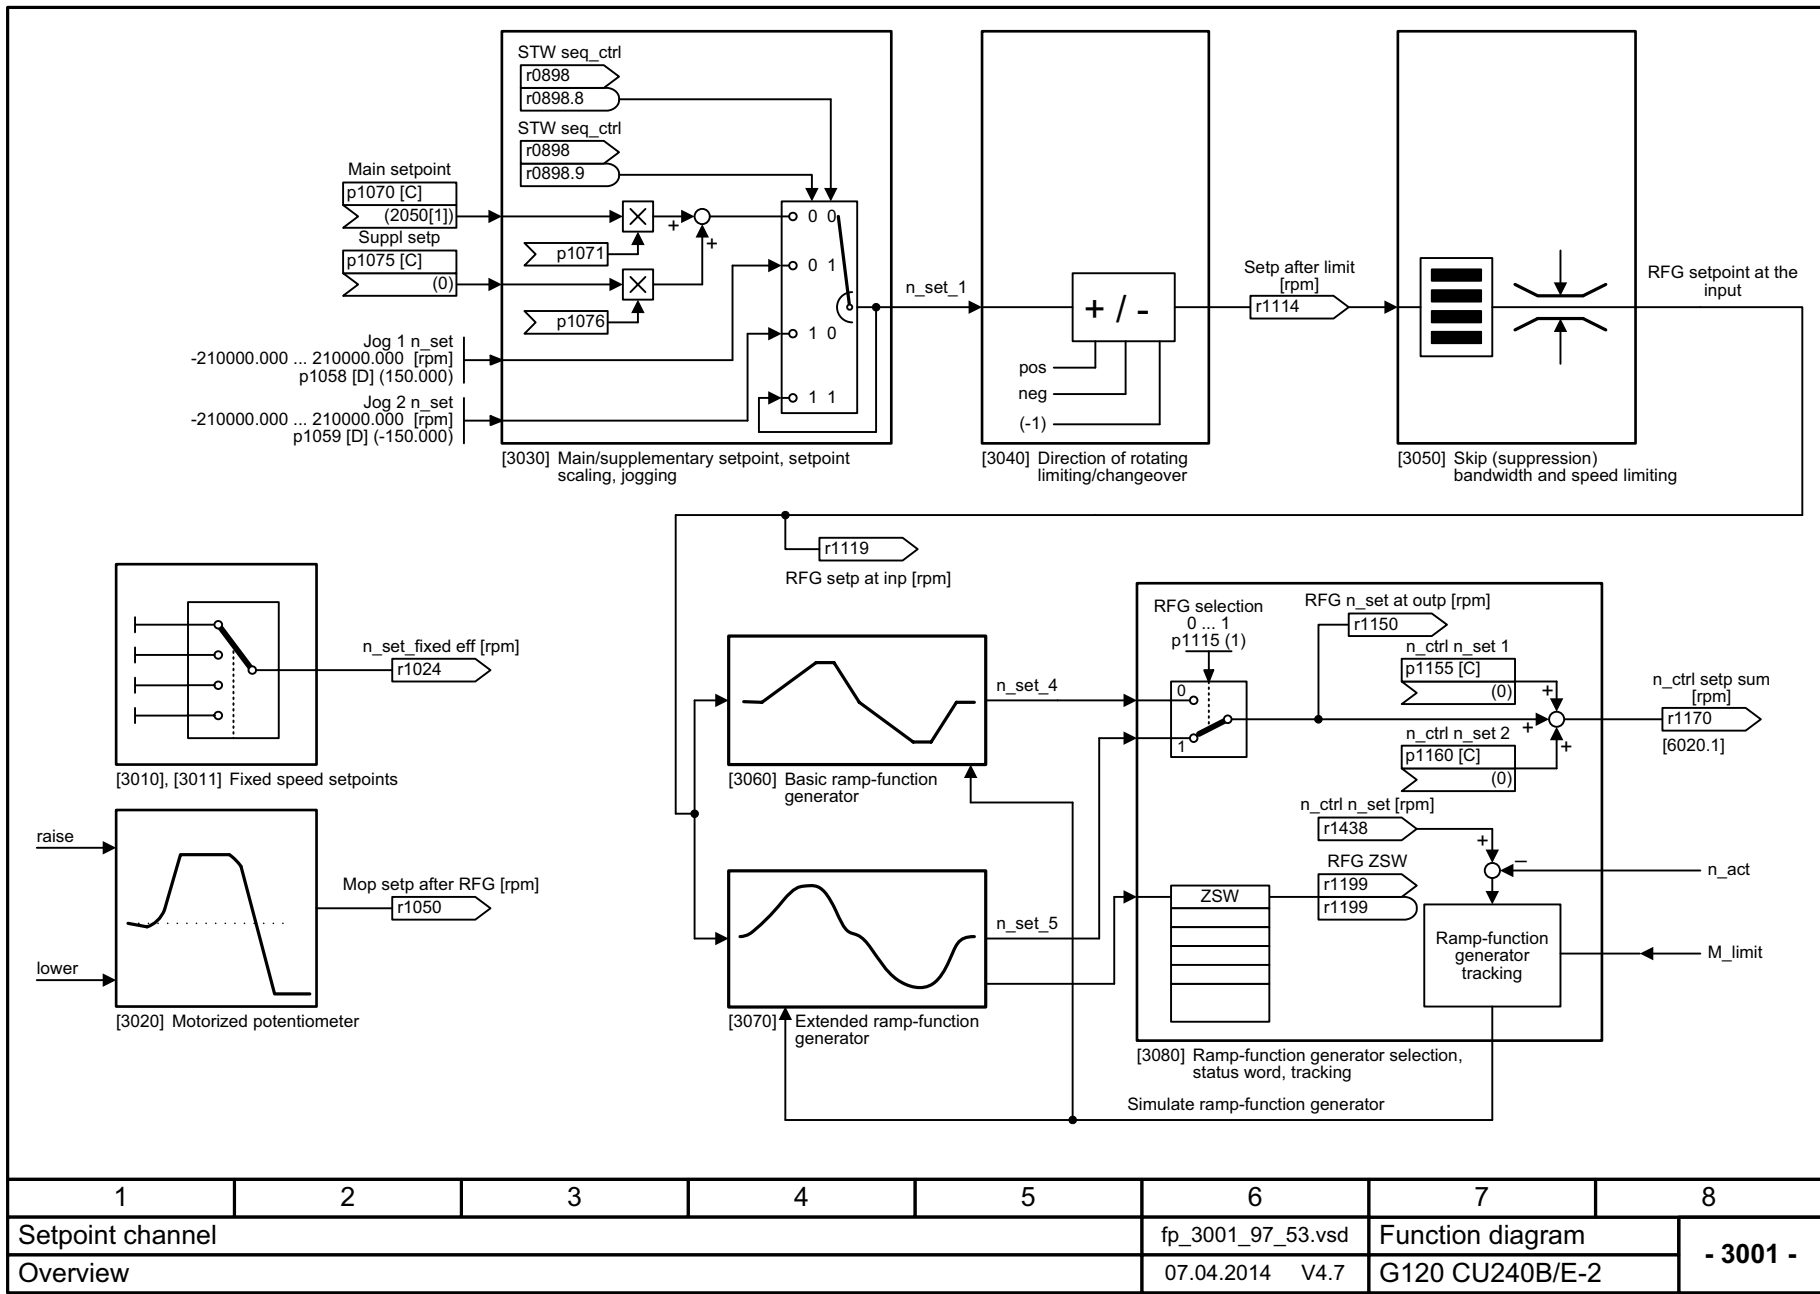 STW seq_ctrl
r0898
r0898.8
STW seq_ctrl
r0898
r0898.9
Main setpoint
p1070 [C]
(2050[1])
Suppl setp
p1075 [C]
(0)
p1071
p1076
+
+
0 0
0 1
1 0
1 1
Jog 1 n_set
-210000.000 ... 210000.000 [rpm]
p1058 [D] (150.000)
Jog 2 n_set
-210000.000 ... 210000.000 [rpm]
p1059 [D] (-150.000)
[3030] Main/supplementary setpoint, setpoint
scaling, jogging
n_set_1
+ / -
pos
neg
(-1)
[3040] Direction of rotating
limiting/changeover
Setp after limit
[rpm]
r1114
[3050] Skip (suppression)
bandwidth and speed limiting
RFG setpoint at the
input
r1119
RFG setp at inp [rpm]
n_set_fixed eff [rpm]
r1024
[3010], [3011] Fixed speed setpoints
raise
lower
Mop setp after RFG [rpm]
r1050
[3020] Motorized potentiometer
[3060] Basic ramp-function
generator
n_set_4
[3070] Extended ramp-function
generator
n_set_5
RFG selection
0 ... 1
p1115 (1)
0
1
RFG n_set at outp [rpm]
r1150
n_ctrl n_set 1
p1155 [C]
(0)
+
+
+
n_ctrl n_set 2
p1160 [C]
(0)
n_ctrl setp sum
[rpm]
r1170
[6020.1]
n_ctrl n_set [rpm]
r1438
+
–
n_act
RFG ZSW
r1199
r1199
ZSW
Ramp-function
generator
tracking
M_limit
[3080] Ramp-function generator selection,
status word, tracking
Simulate ramp-function generator
1 2 3 4 5 6 7 8
Setpoint channel
fp_3001_97_53.vsd
Function diagram
- 3001 -
Overview
07.04.2014 V4.7
G120 CU240B/E-2